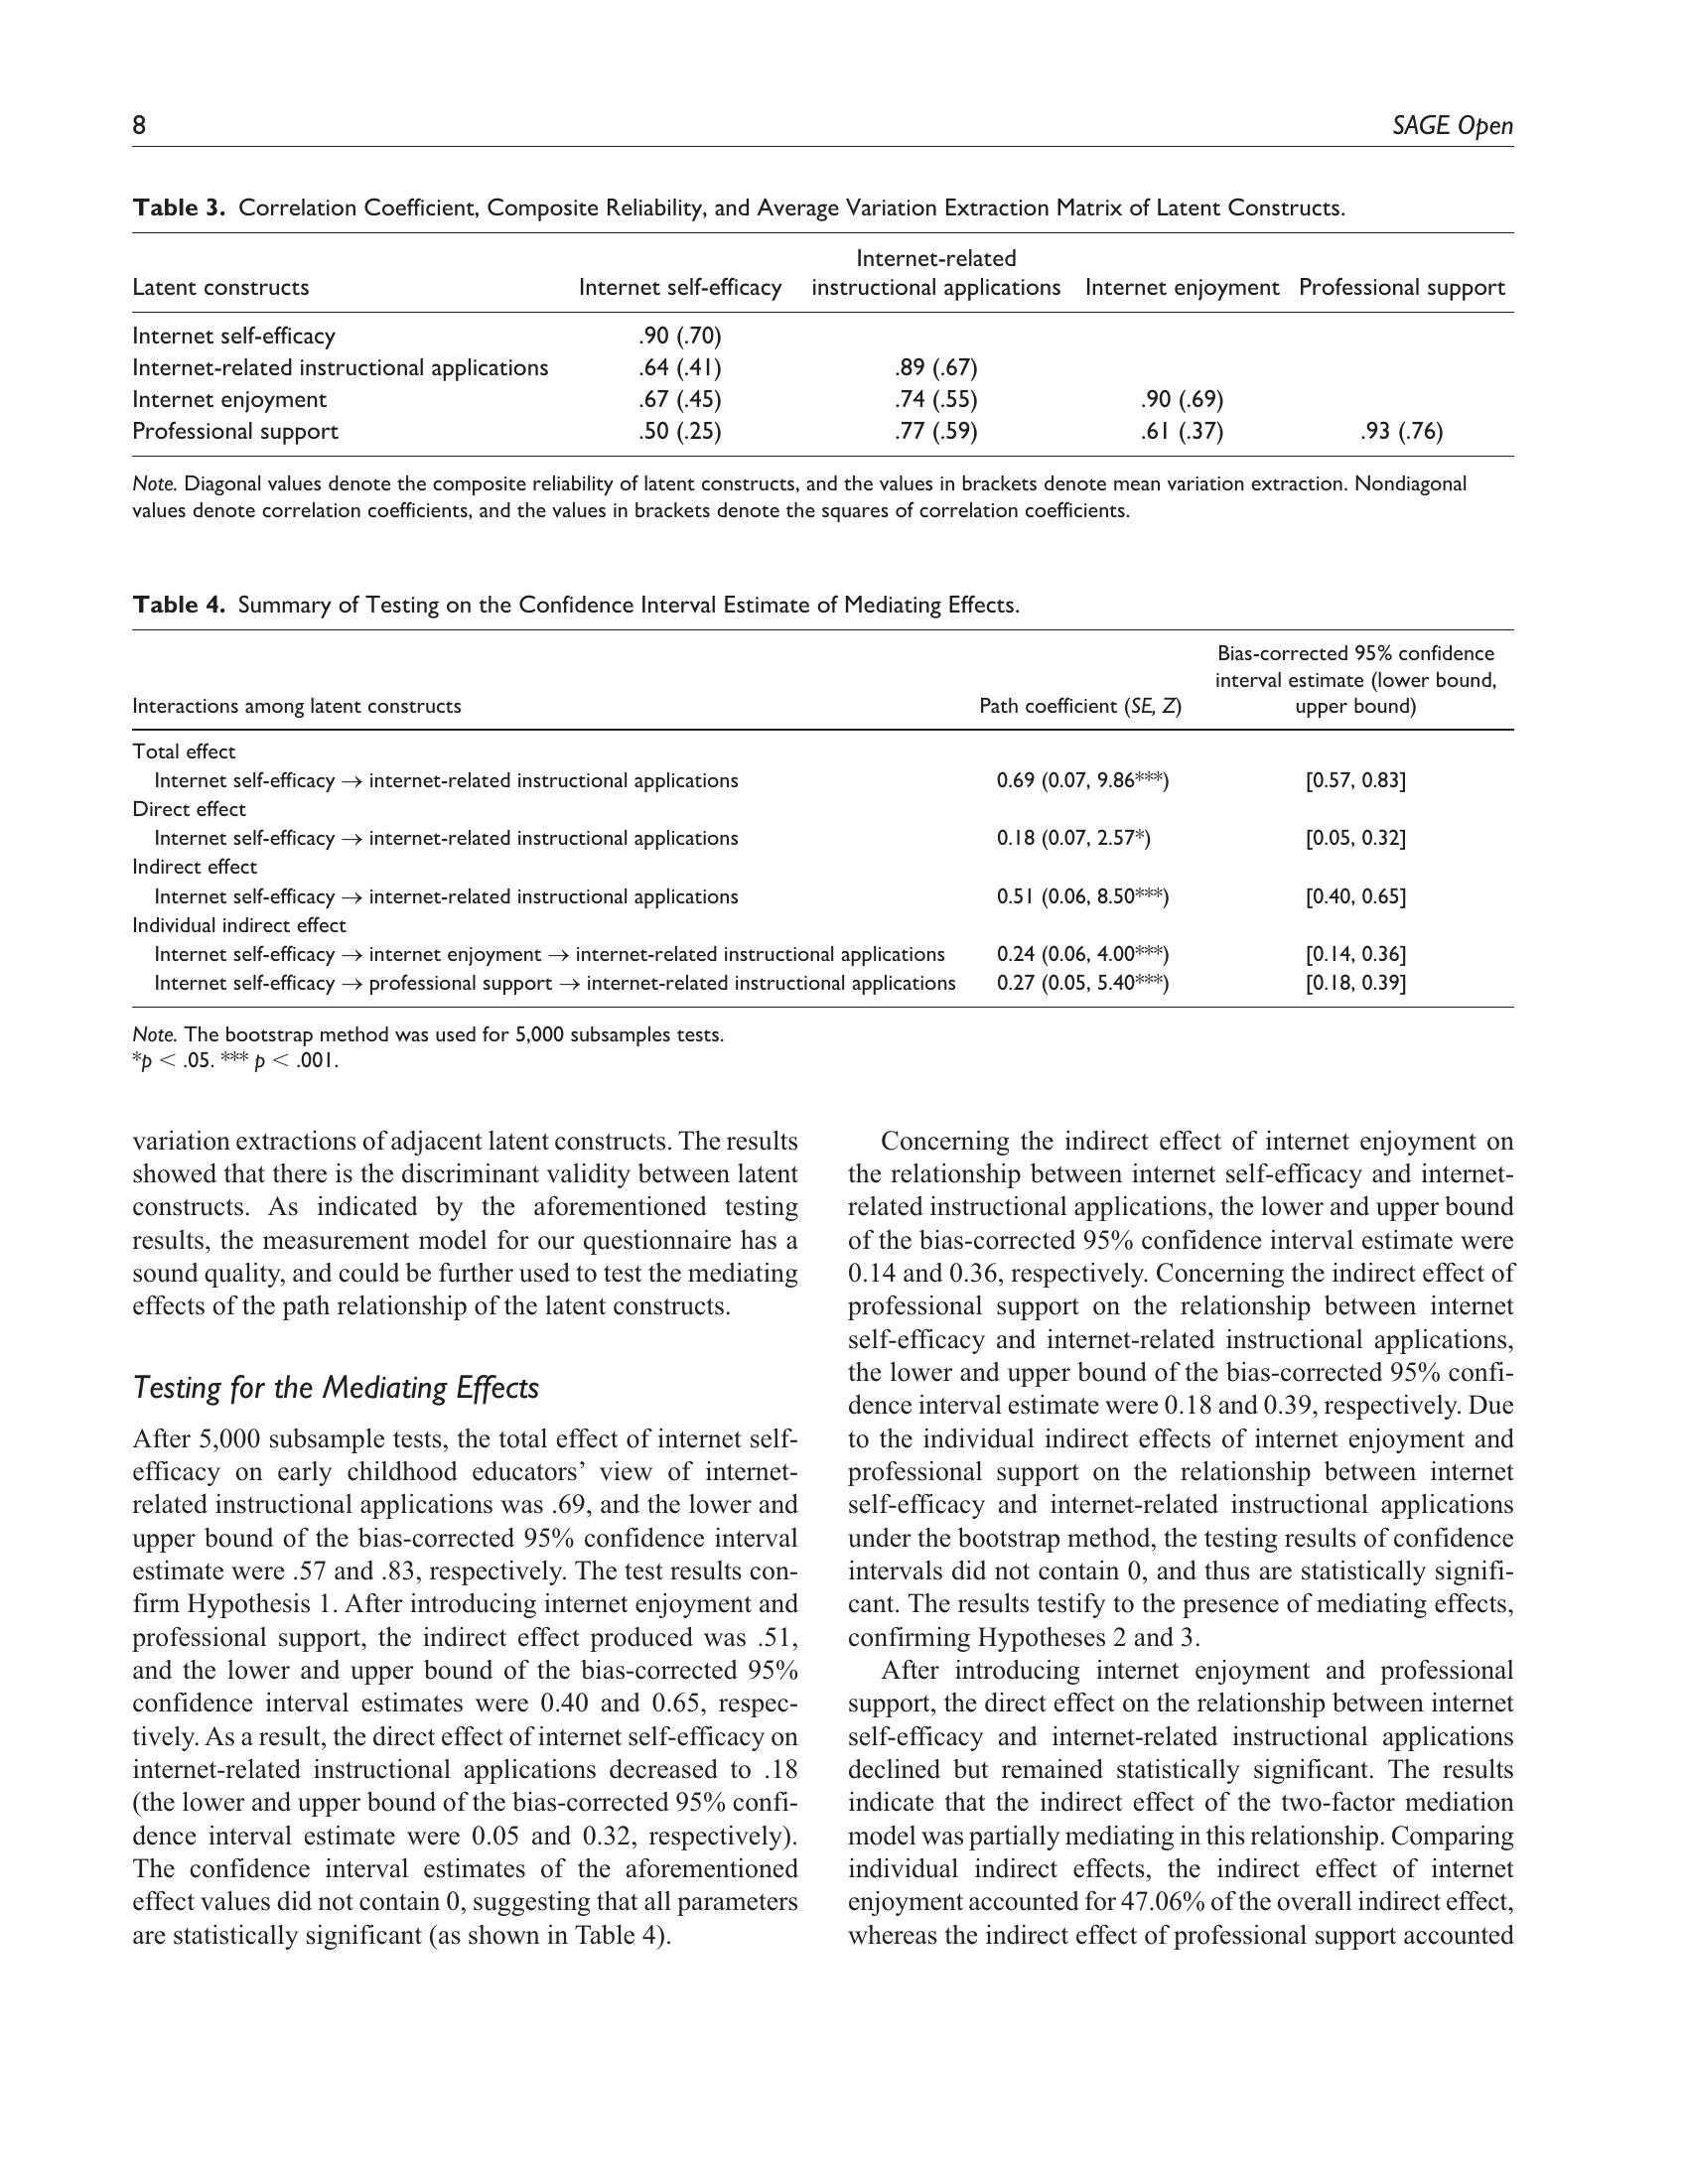 8
SAGE Open
Table 3. Correlation Coefficient, Composite Reliability, and Average Variation Extraction Matrix of Latent Constructs.
Latent constructs Internet self-efficacy Internet-related instructional applications Internet enjoyment Professional support
Internet self-efficacy .90 (.70)
Internet-related instructional applications .64 (.41) .89 (.67)
Internet enjoyment .67 (.45) .74 (.55) .90 (.69)
Professional support .50 (.25) .77 (.59) .61 (.37) .93 (.76)
Note. Diagonal values denote the composite reliability of latent constructs, and the values in brackets denote mean variation extraction. Nondiagonal
values denote correlation coefficients, and the values in brackets denote the squares of correlation coefficients.
Table 4. Summary of Testing on the Confidence Interval Estimate of Mediating Effects.
Interactions among latent constructs Path coefficient (SE, Z) Bias-corrected 95% confidence interval estimate (lower bound, upper bound)
Total effect
Internet self-efficacy → internet-related instructional applications 0.69 (0.07, 9.86***) [0.57, 0.83]
Direct effect
Internet self-efficacy → internet-related instructional applications 0.18 (0.07, 2.57*) [0.05, 0.32]
Indirect effect
Internet self-efficacy → internet-related instructional applications 0.51 (0.06, 8.50***) [0.40, 0.65]
Individual indirect effect
Internet self-efficacy → internet enjoyment → internet-related instructional applications 0.24 (0.06, 4.00***) [0.14, 0.36]
Internet self-efficacy → professional support → internet-related instructional applications 0.27 (0.05, 5.40***) [0.18, 0.39]
Note. The bootstrap method was used for 5,000 subsamples tests.
*p < .05. *** p < .001.
variation extractions of adjacent latent constructs. The results
showed that there is the discriminant validity between latent
constructs. As indicated by the aforementioned testing
results, the measurement model for our questionnaire has a
sound quality, and could be further used to test the mediating
effects of the path relationship of the latent constructs.
Testing for the Mediating Effects
After 5,000 subsample tests, the total effect of internet self-
efficacy on early childhood educators' view of internet-
related instructional applications was .69, and the lower and
upper bound of the bias-corrected 95% confidence interval
estimate were .57 and .83, respectively. The test results con-
firm Hypothesis 1. After introducing internet enjoyment and
professional support, the indirect effect produced was .51,
and the lower and upper bound of the bias-corrected 95%
confidence interval estimates were 0.40 and 0.65, respec-
tively. As a result, the direct effect of internet self-efficacy on
internet-related instructional applications decreased to .18
(the lower and upper bound of the bias-corrected 95% confi-
dence interval estimate were 0.05 and 0.32, respectively).
The confidence interval estimates of the aforementioned
effect values did not contain 0, suggesting that all parameters
are statistically significant (as shown in Table 4).
Concerning the indirect effect of internet enjoyment on
the relationship between internet self-efficacy and internet-
related instructional applications, the lower and upper bound
of the bias-corrected 95% confidence interval estimate were
0.14 and 0.36, respectively. Concerning the indirect effect of
professional support on the relationship between internet
self-efficacy and internet-related instructional applications,
the lower and upper bound of the bias-corrected 95% confi-
dence interval estimate were 0.18 and 0.39, respectively. Due
to the individual indirect effects of internet enjoyment and
professional support on the relationship between internet
self-efficacy and internet-related instructional applications
under the bootstrap method, the testing results of confidence
intervals did not contain 0, and thus are statistically signifi-
cant. The results testify to the presence of mediating effects,
confirming Hypotheses 2 and 3.
After introducing internet enjoyment and professional
support, the direct effect on the relationship between internet
self-efficacy and internet-related instructional applications
declined but remained statistically significant. The results
indicate that the indirect effect of the two-factor mediation
model was partially mediating in this relationship. Comparing
individual indirect effects, the indirect effect of internet
enjoyment accounted for 47.06% of the overall indirect effect,
whereas the indirect effect of professional support accounted